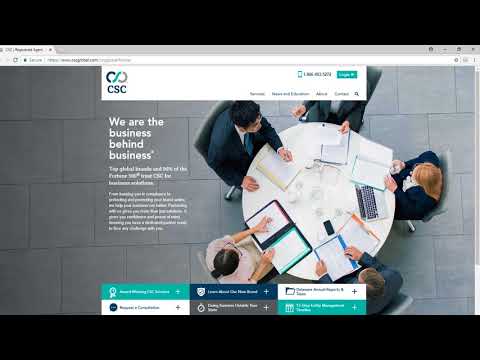 CSC | Registered Agent
Secure
https://www.cscglobal.com/cscglobal/home/
CSC
1-866-403-5272
Login
Services
News and Education
About
Contact
We are the
business
behind
business
Top global brands and 90% of the
Fortune 500® trust CSC for
business solutions.
From keeping you in compliance to
protecting and promoting your brand online,
we help your business run better. Partnering
with us gives you more than just solutions. It
gives you confidence and peace of mind
knowing you have a dedicated partner ready
to face any challenge with you.
Award-Winning CSC Solutions +
Learn About Our New Brand +
Delaware Annual Reports &
Taxes +
Request a Consultation +
Doing Business Outside Your
State +
12-Step Entity Management
Timeline +